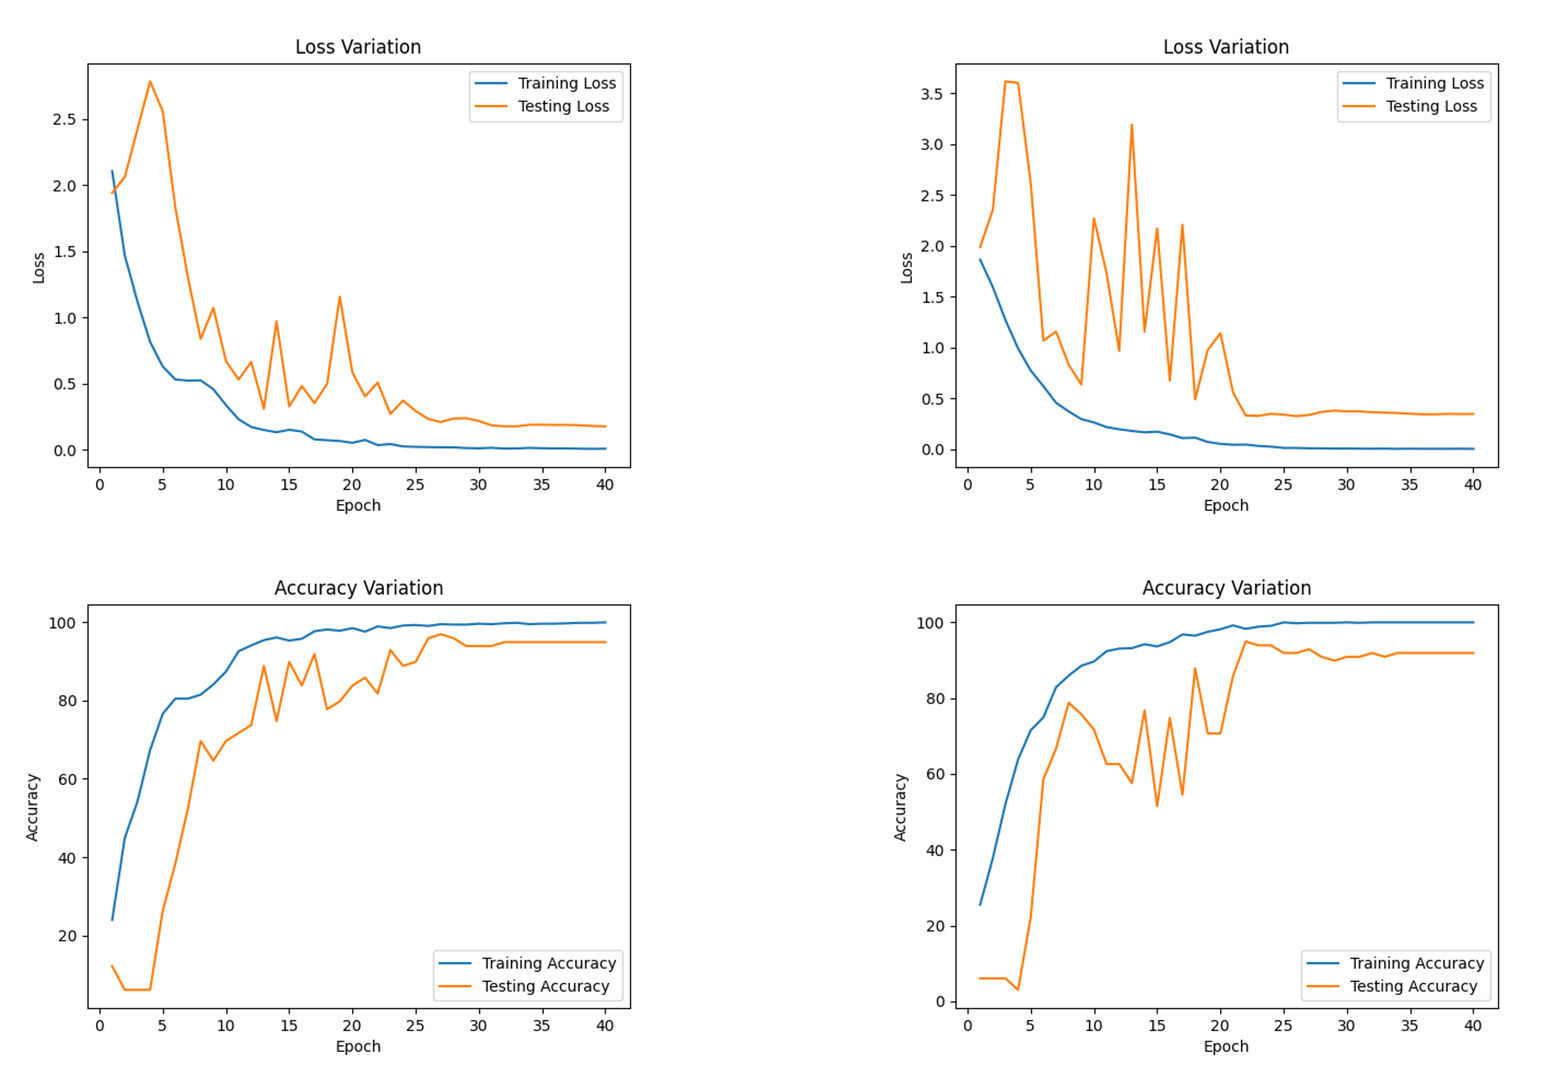 Loss Variation
Training Loss
Testing Loss
2.5
2.0
1.5
1.0
0.5
0.0
Loss
0 5 10 15 20 25 30 35 40
Epoch
Loss Variation
Training Loss
Testing Loss
3.5
3.0
2.5
2.0
1.5
1.0
0.5
0.0
Loss
0 5 10 15 20 25 30 35 40
Epoch
Accuracy Variation
100
80
60
40
20
Accuracy
Training Accuracy
Testing Accuracy
0 5 10 15 20 25 30 35 40
Epoch
Accuracy Variation
100
80
60
40
20
0
Accuracy
Training Accuracy
Testing Accuracy
0 5 10 15 20 25 30 35 40
Epoch